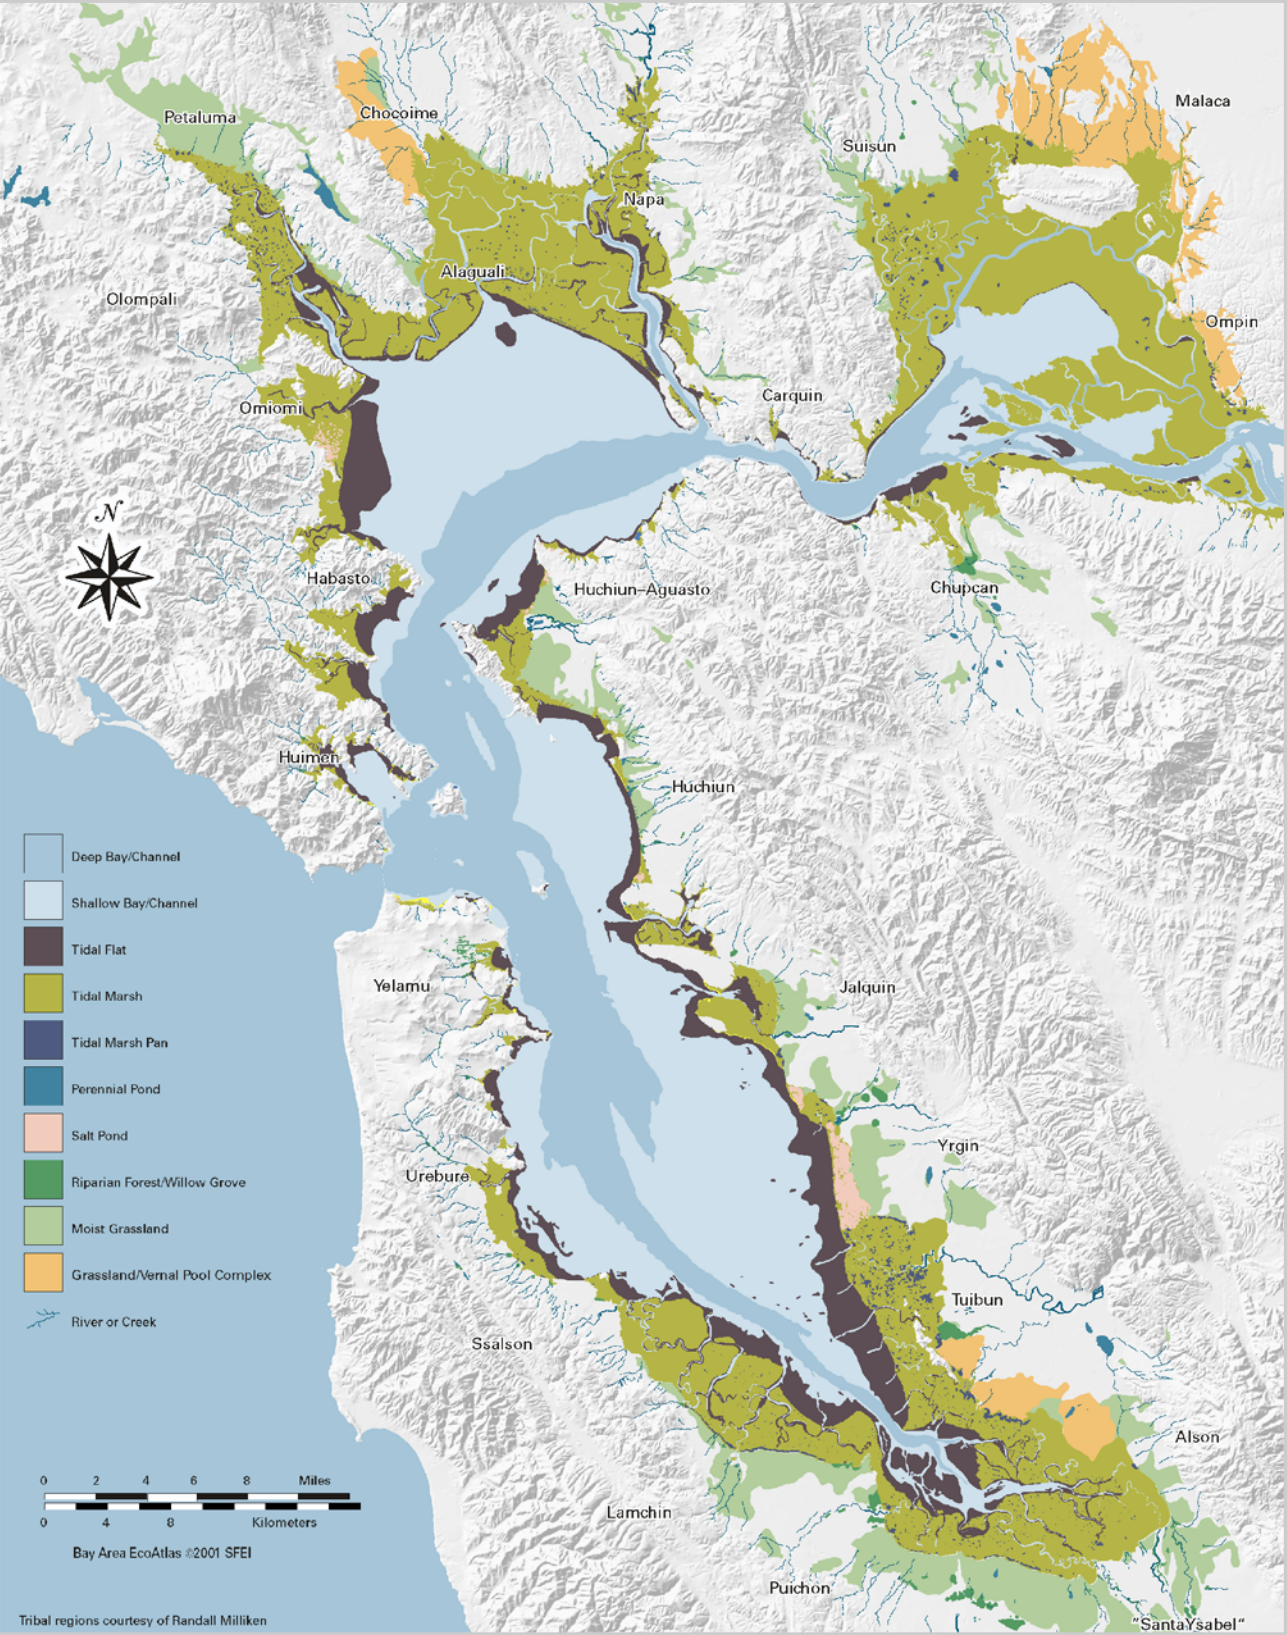 Petaluma
Chocoime
Malaca
Suisun
Napa
Alaguali
Olompali
Ompin
Carquin
Omiomi
N
Habasto
Huchiun-Aguasto
Chupcan
Huimen
Huchiun
Deep Bay/Channel
Shallow Bay/Channel
Tidal Flat
Tidal Marsh
Tidal Marsh Pan
Perennial Pond
Salt Pond
Riparian Forest/Willow Grove
Moist Grassland
Grassland/Vernal Pool Complex
River or Creek
Yelamu
Jalquin
Yrgin
Urebure
Tuibun
Ssalson
Alson
Lamchin
Puichon
"SantaYsabel"
0 2 4 6 8 Miles
0 4 8 Kilometers
Bay Area EcoAtlas ©2001 SFEI
Tribal regions courtesy of Randall Milliken